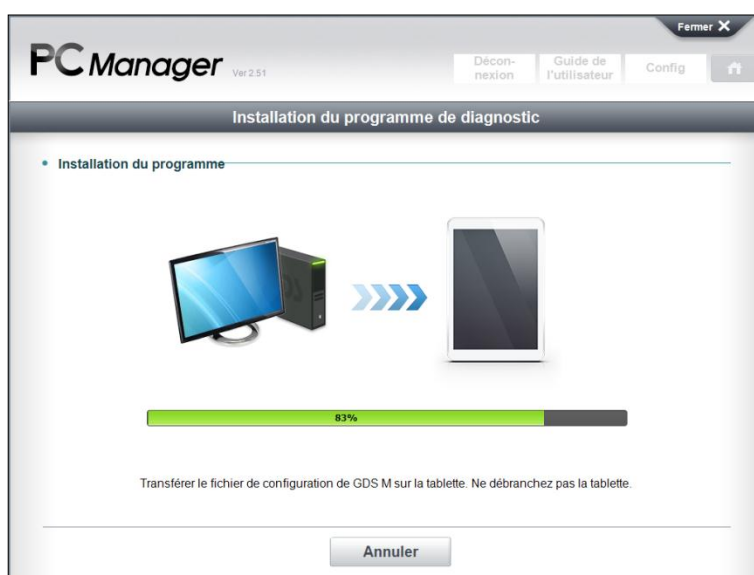 Fermer X
PC Manager Ver 2.51
Décon-
nexion
Guide de
l'utilisateur
Config
Installation du programme de diagnostic
• Installation du programme
83%
Transférer le fichier de configuration de GDS M sur la tablette. Ne débranchez pas la tablette.
Annuler